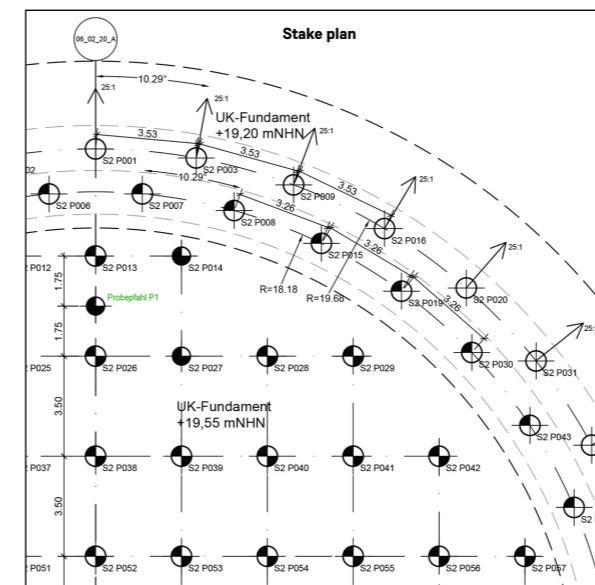 Stake plan
06_02_20_A
10.29°
25:1
25:1
UK-Fundament
+19,20 mNHN
25:1
3.53
3.53
3.53
25:1
S2 P001
S2 P003
10.29°
S2 P009
02
S2 P006
S2 P007
S2 P008
3.26
S2 P016
25:1
S2 P015
3.26
P012
S2 P013
S2 P014
R=18.18
R=19.68
S2 P019
S2 P020
1.75
Probepfahl P1
3.26
25:
1.75
P025
S2 P026
S2 P027
S2 P028
S2 P029
S2 P030
S2 P031
UK-Fundament
+19,55 mNHN
3.50
S2 P043
P037
S2 P038
S2 P039
S2 P040
S2 P041
S2 P042
S2
3.50
S2
P051
S2 P052
S2 P053
S2 P054
S2 P055
S2 P056
S2 P057